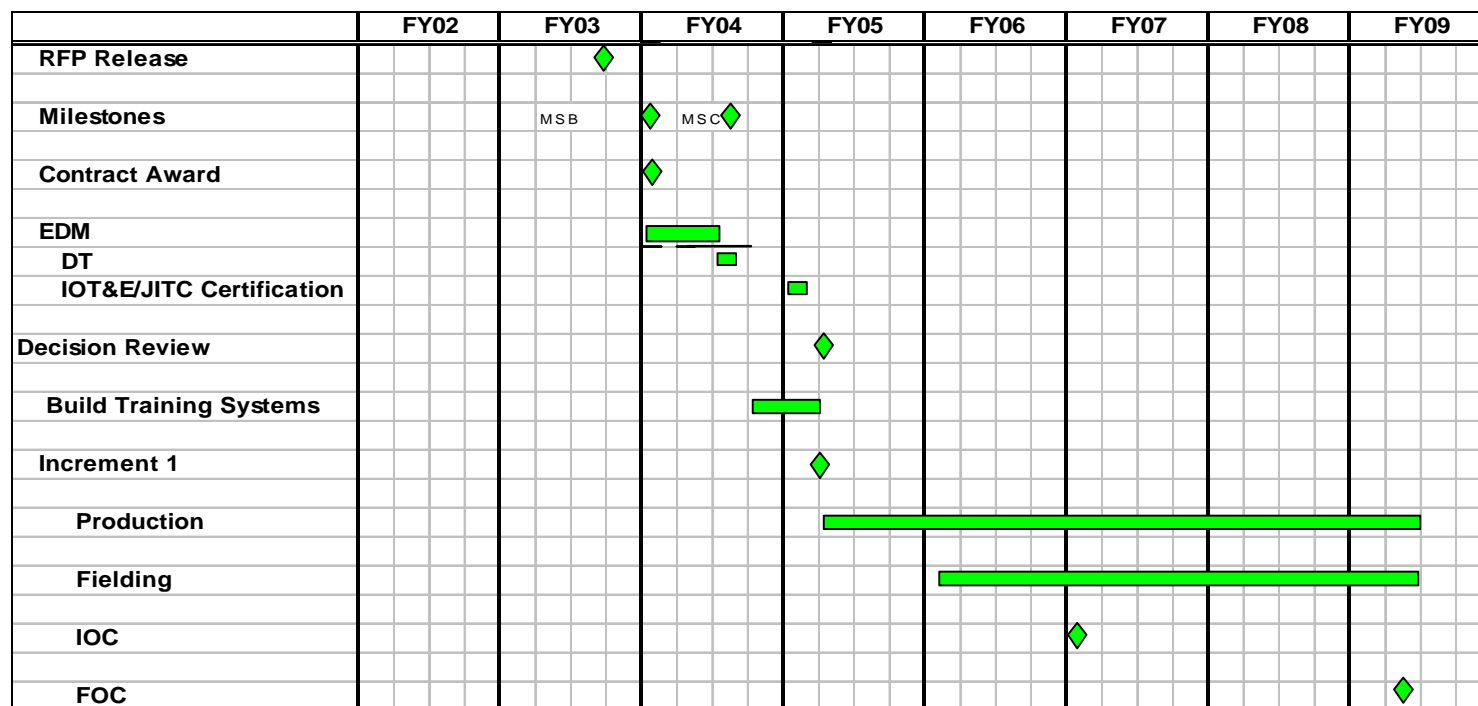 FY02 FY03 FY04 FY05 FY06 FY07 FY08 FY09
RFP Release
Milestones MSB MSC
Contract Award
EDM
DT
IOT&E/JITC Certification
Decision Review
Build Training Systems
Increment 1
Production
Fielding
IOC
FOC